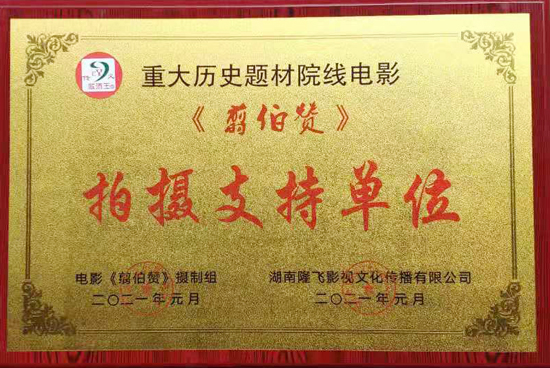 重大历史题材院线电影
《翦伯赞》
拍摄支持单位
电影《翦伯赞》摄制组
二〇二一年元月
湖南隆飞影视文化传播有限公司
二〇二一年元月